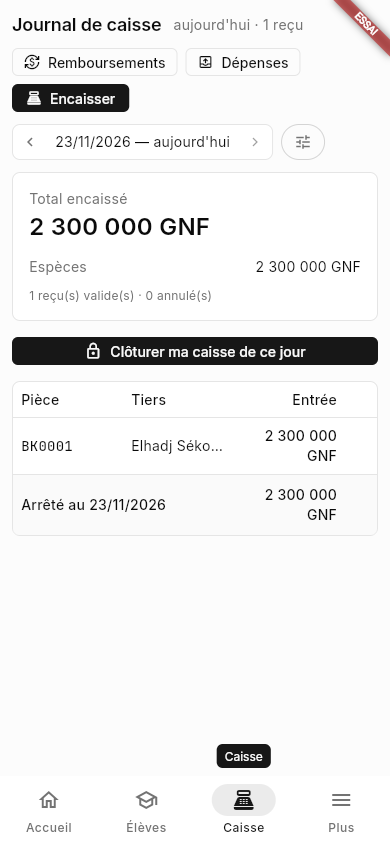 Journal de caisse aujourd'hui · 1 reçu
ESSAI
Remboursements
Dépenses
Encaisser
23/11/2026 — aujourd'hui
Total encaissé
2 300 000 GNF
Espèces 2 300 000 GNF
1 reçu(s) valide(s) · 0 annulé(s)
Clôturer ma caisse de ce jour
Pièce Tiers Entrée
BK0001 Elhadj Séko... 2 300 000
GNF
Arrêté au 23/11/2026 2 300 000
GNF
Caisse
Accueil Élèves Caisse Plus